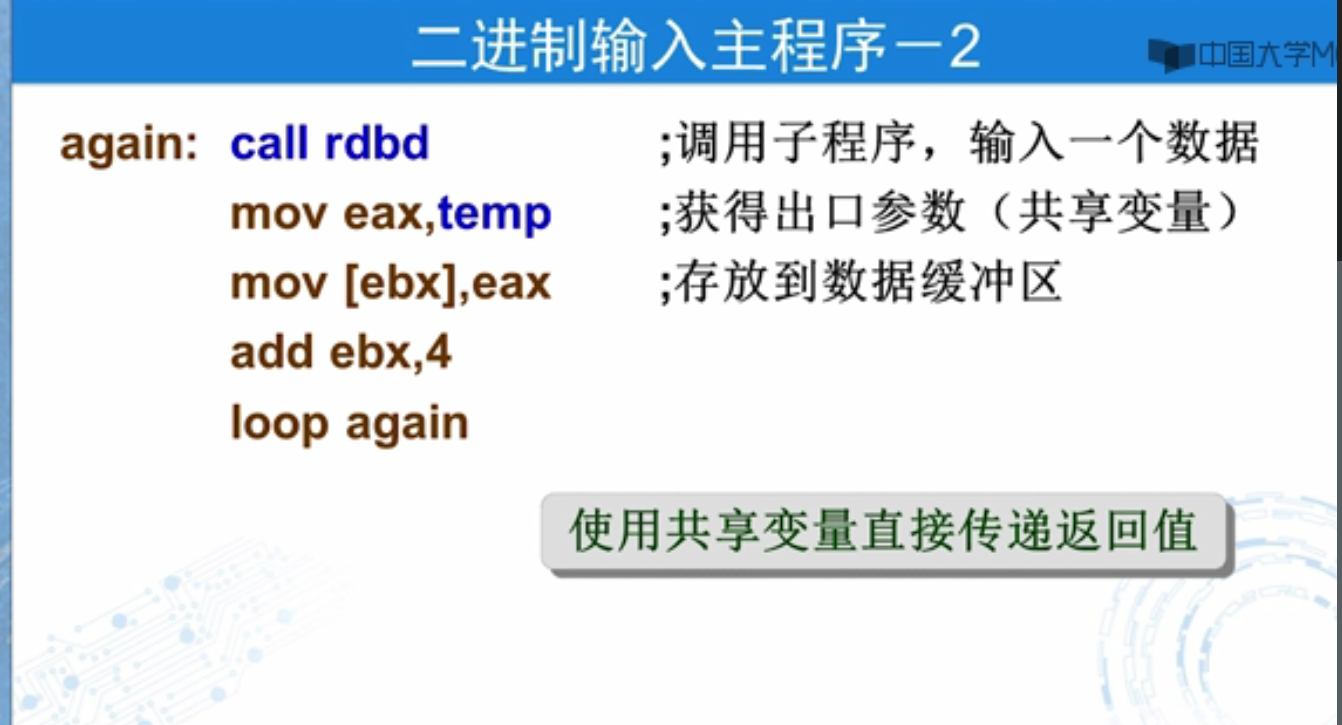 二进制输入主程序－2
中国大学M
again: call rdbd ;调用子程序，输入一个数据
mov eax,temp ;获得出口参数（共享变量）
mov [ebx],eax ;存放到数据缓冲区
add ebx,4
loop again
使用共享变量直接传递返回值